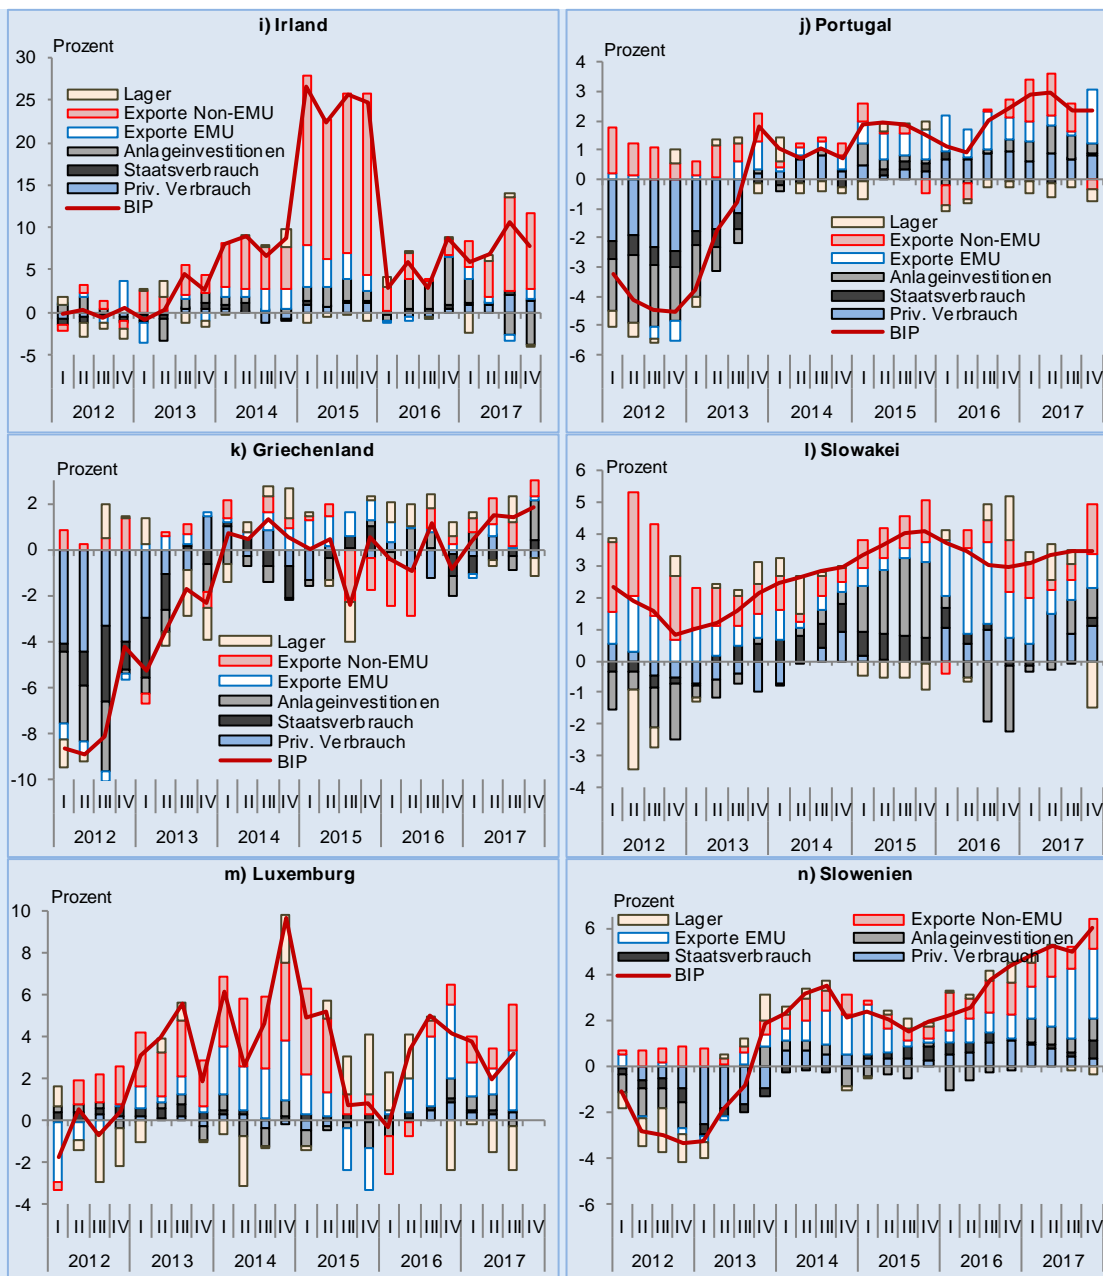 i) Irland
Prozent
30
25
20
15
10
5
0
-5
Lager
Exporte Non-EMU
Exporte EMU
Anlageinvestitionen
Staatsverbrauch
Priv. Verbrauch
BIP
I II III IV I II III IV I II III IV I II III IV I II III IV I II III IV
2012 2013 2014 2015 2016 2017
j) Portugal
Prozent
4
3
2
1
0
-1
-2
-3
-4
-5
-6
Lager
Exporte Non-EMU
Exporte EMU
Anlageinvestitionen
Staatsverbrauch
Priv. Verbrauch
BIP
I II III IV I II III IV I II III IV I II III IV I II III IV I II III IV
2012 2013 2014 2015 2016 2017
k) Griechenland
Prozent
2
0
-2
-4
-6
-8
-10
Lager
Exporte Non-EMU
Exporte EMU
Anlageinvestitionen
Staatsverbrauch
Priv. Verbrauch
BIP
I II III IV I II III IV I II III IV I II III IV I II III IV I II III IV
2012 2013 2014 2015 2016 2017
l) Slowakei
Prozent
6
5
4
3
2
1
0
-1
-2
-3
-4
I II III IV I II III IV I II III IV I II III IV I II III IV I II III IV
2012 2013 2014 2015 2016 2017
m) Luxemburg
Prozent
10
8
6
4
2
0
-2
-4
I II III IV I II III IV I II III IV I II III IV I II III IV I II III
2012 2013 2014 2015 2016 2017
n) Slowenien
Prozent
6
4
2
0
-2
-4
-6
Lager Exporte Non-EMU
Exporte EMU Anlageinvestitionen
Staatsverbrauch Priv. Verbrauch
BIP
I II III IV I II III IV I II III IV I II III IV I II III IV I II III IV
2012 2013 2014 2015 2016 2017